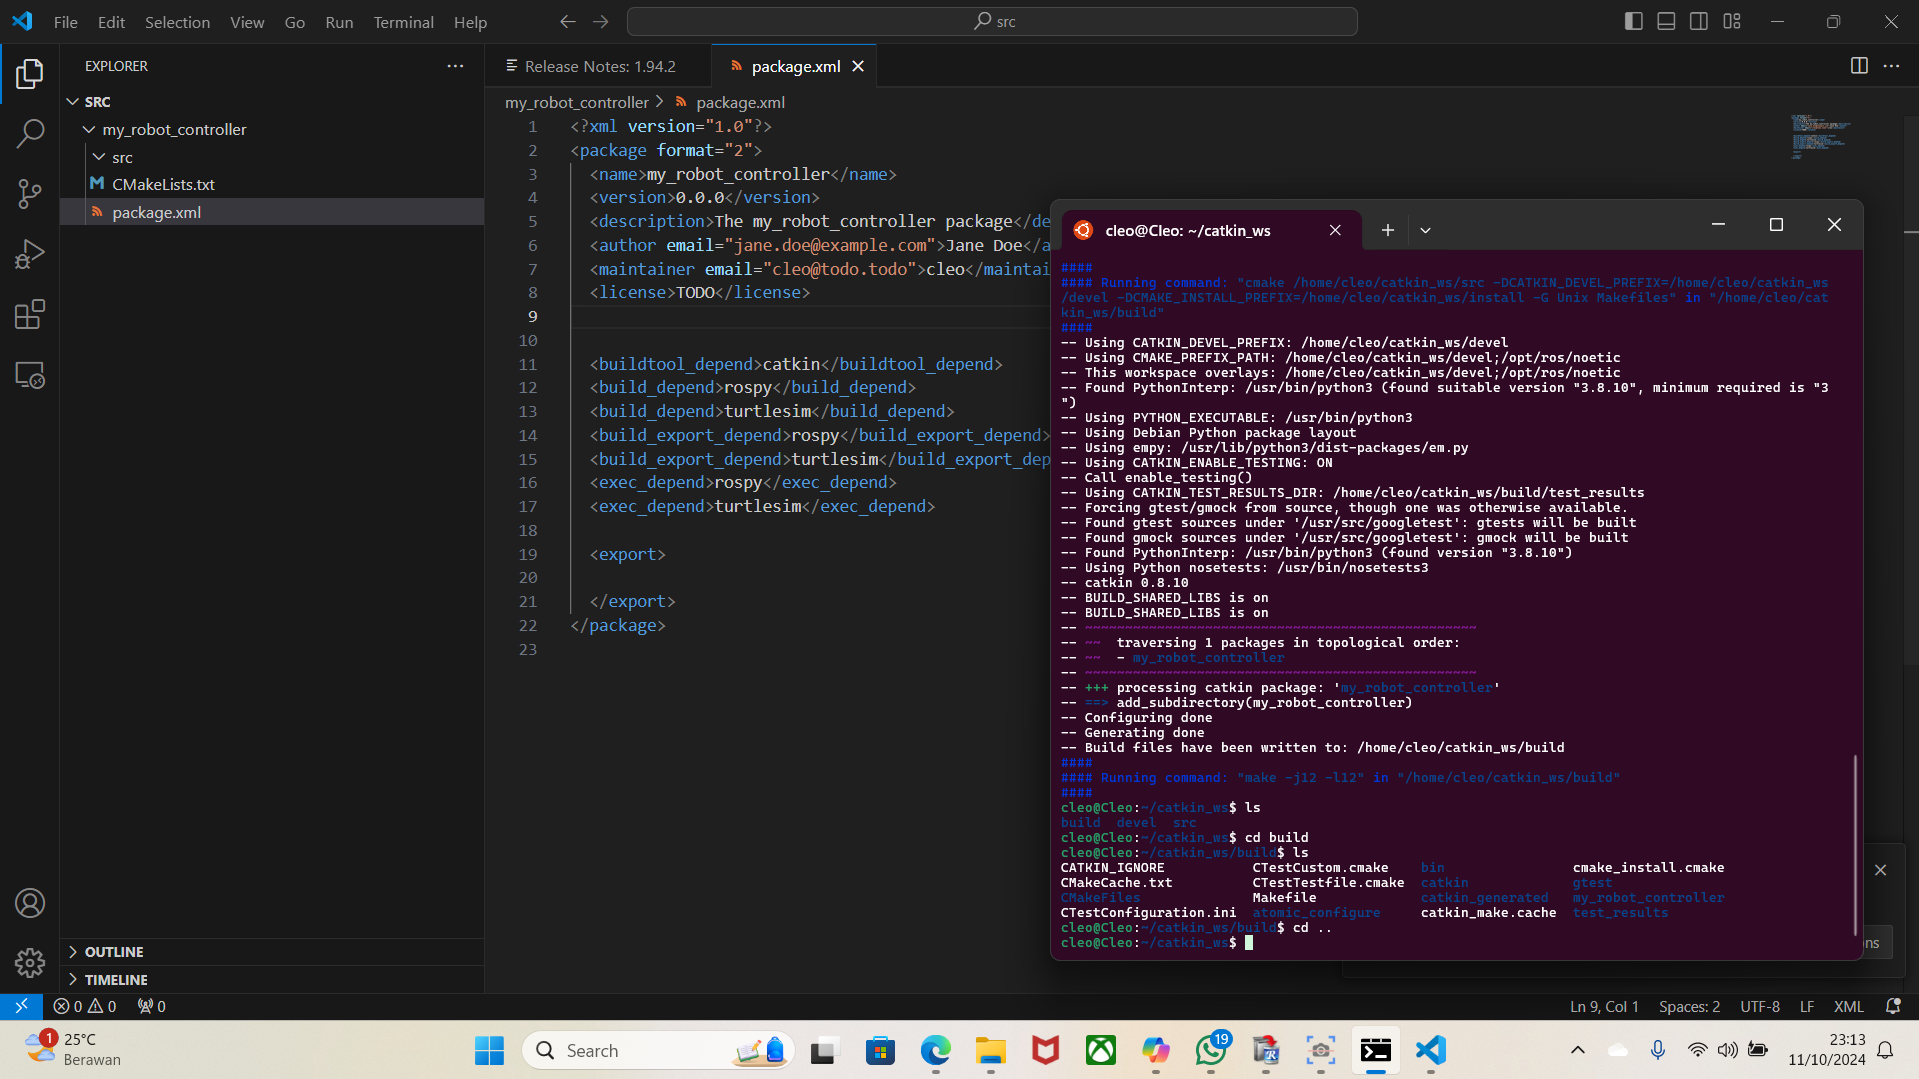 File Edit Selection View Go Run Terminal Help
src
EXPLORER
SRC
my_robot_controller
src
CMakeLists.txt
package.xml
OUTLINE
TIMELINE
Release Notes: 1.94.2
package.xml
my_robot_controller > package.xml
1 <?xml version="1.0"?>
2 <package format="2">
3 <name>my_robot_controller</name>
4 <version>0.0.0</version>
5 <description>The my_robot_controller package</de
6 <author email="jane.doe@example.com">Jane Doe</a
7 <maintainer email="cleo@todo.todo">cleo</maintai
8 <license>TODO</license>
9
10
11 <buildtool_depend>catkin</buildtool_depend>
12 <build_depend>rospy</build_depend>
13 <build_depend>turtlesim</build_depend>
14 <build_export_depend>rospy</build_export_depend>
15 <build_export_depend>turtlesim</build_export_dep
16 <exec_depend>rospy</exec_depend>
17 <exec_depend>turtlesim</exec_depend>
18
19 <export>
20
21 </export>
22 </package>
23
cleo@Cleo: ~/catkin_ws
####
#### Running command: "cmake /home/cleo/catkin_ws/src -DCATKIN_DEVEL_PREFIX=/home/cleo/catkin_ws
/devel -DCMAKE_INSTALL_PREFIX=/home/cleo/catkin_ws/install -G Unix Makefiles" in "/home/cleo/cat
kin_ws/build"
####
-- Using CATKIN_DEVEL_PREFIX: /home/cleo/catkin_ws/devel
-- Using CMAKE_PREFIX_PATH: /home/cleo/catkin_ws/devel;/opt/ros/noetic
-- This workspace overlays: /home/cleo/catkin_ws/devel;/opt/ros/noetic
-- Found PythonInterp: /usr/bin/python3 (found suitable version "3.8.10", minimum required is "3
")
-- Using PYTHON_EXECUTABLE: /usr/bin/python3
-- Using Debian Python package layout
-- Using empy: /usr/lib/python3/dist-packages/em.py
-- Using CATKIN_ENABLE_TESTING: ON
-- Call enable_testing()
-- Using CATKIN_TEST_RESULTS_DIR: /home/cleo/catkin_ws/build/test_results
-- Forcing gtest/gmock from source, though one was otherwise available.
-- Found gtest sources under '/usr/src/googletest': gtests will be built
-- Found gmock sources under '/usr/src/googletest': gmock will be built
-- Found PythonInterp: /usr/bin/python3 (found version "3.8.10")
-- Using Python nosetests: /usr/bin/nosetests3
-- catkin 0.8.10
-- BUILD_SHARED_LIBS is on
-- BUILD_SHARED_LIBS is on
-- ~~~~~~~~~~~~~~~~~~~~~~~~~~~~~~~~~~~~~~~~~~~~~~~~~
-- ~~  traversing 1 packages in topological order:
-- ~~  - my_robot_controller
-- ~~~~~~~~~~~~~~~~~~~~~~~~~~~~~~~~~~~~~~~~~~~~~~~~~
-- +++ processing catkin package: 'my_robot_controller'
-- ==> add_subdirectory(my_robot_controller)
-- Configuring done
-- Generating done
-- Build files have been written to: /home/cleo/catkin_ws/build
####
#### Running command: "make -j12 -l12" in "/home/cleo/catkin_ws/build"
####
cleo@Cleo:~/catkin_ws$ ls
build devel src
cleo@Cleo:~/catkin_ws$ cd build
cleo@Cleo:~/catkin_ws/build$ ls
CATKIN_IGNORE CTestCustom.cmake bin cmake_install.cmake
CMakeCache.txt CTestTestfile.cmake catkin gtest
CMakeFiles Makefile catkin_generated my_robot_controller
CTestConfiguration.ini atomic_configure catkin_make.cache test_results
cleo@Cleo:~/catkin_ws/build$ cd ..
cleo@Cleo:~/catkin_ws$
ns
0 0 0
Ln 9, Col 1 Spaces: 2 UTF-8 LF XML
1
25°C
Berawan
Search
19
23:13
11/10/2024